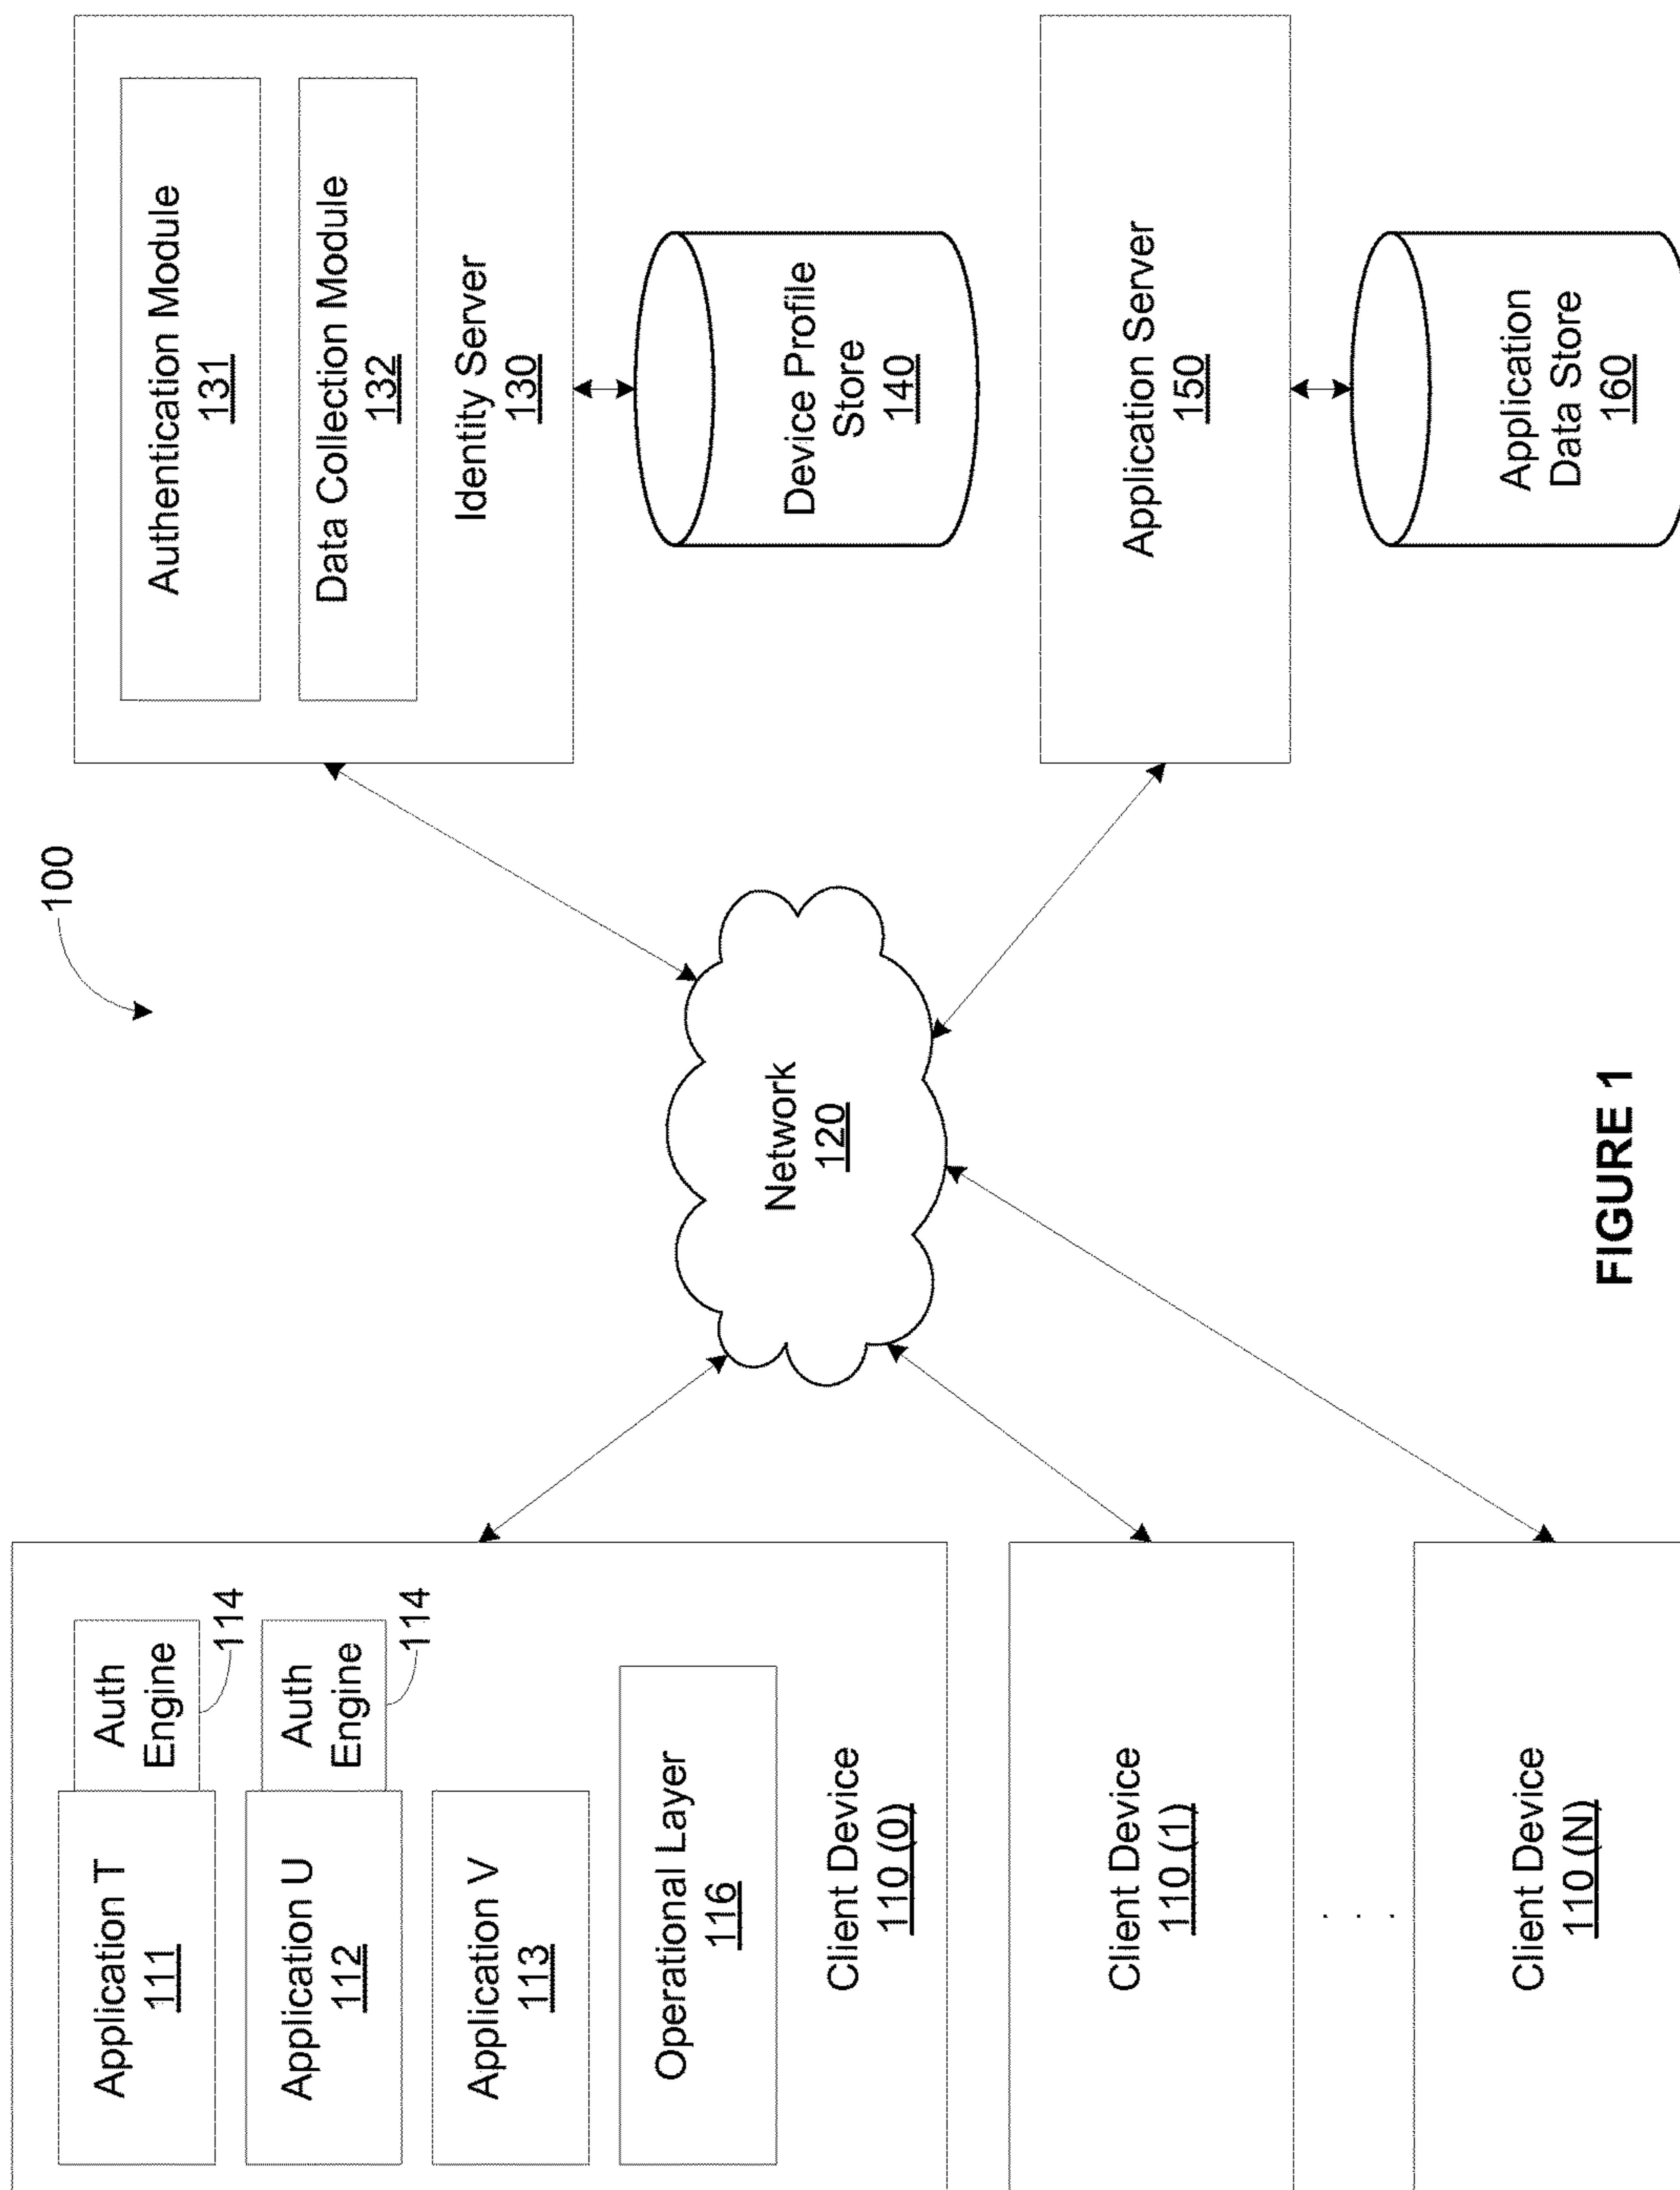 100
Application T
111
Auth
Engine
114
Application U
112
Auth
Engine
114
Application V
113
Operational Layer
116
Client Device
110 (0)
Client Device
110 (1)
. . .
Client Device
110 (N)
Network
120
Authentication Module
131
Data Collection Module
132
Identity Server
130
Device Profile
Store
140
Application Server
150
Application
Data Store
160
FIGURE 1